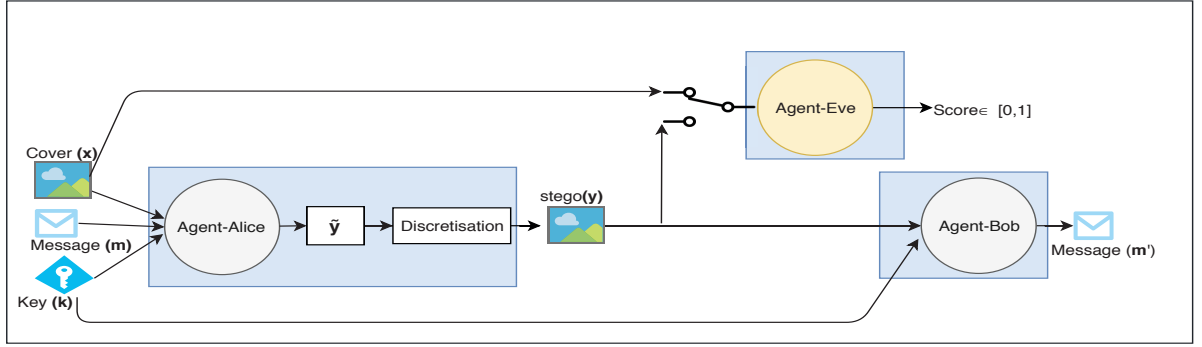 Cover (x)
Message (m)
Key (k)
Agent-Alice
ỹ
Discretisation
stego(y)
Agent-Eve
Score∈ [0,1]
Agent-Bob
Message (m')